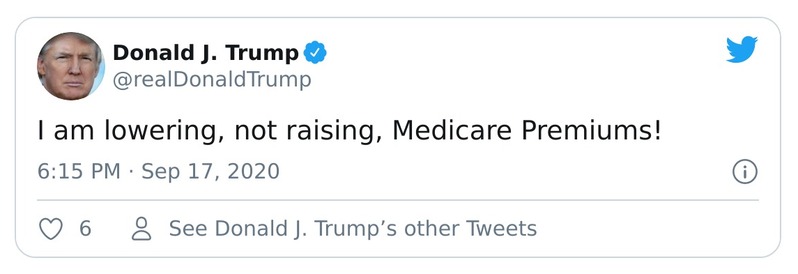 Donald J. Trump
@realDonaldTrump
I am lowering, not raising, Medicare Premiums!
6:15 PM · Sep 17, 2020
6 See Donald J. Trump’s other Tweets